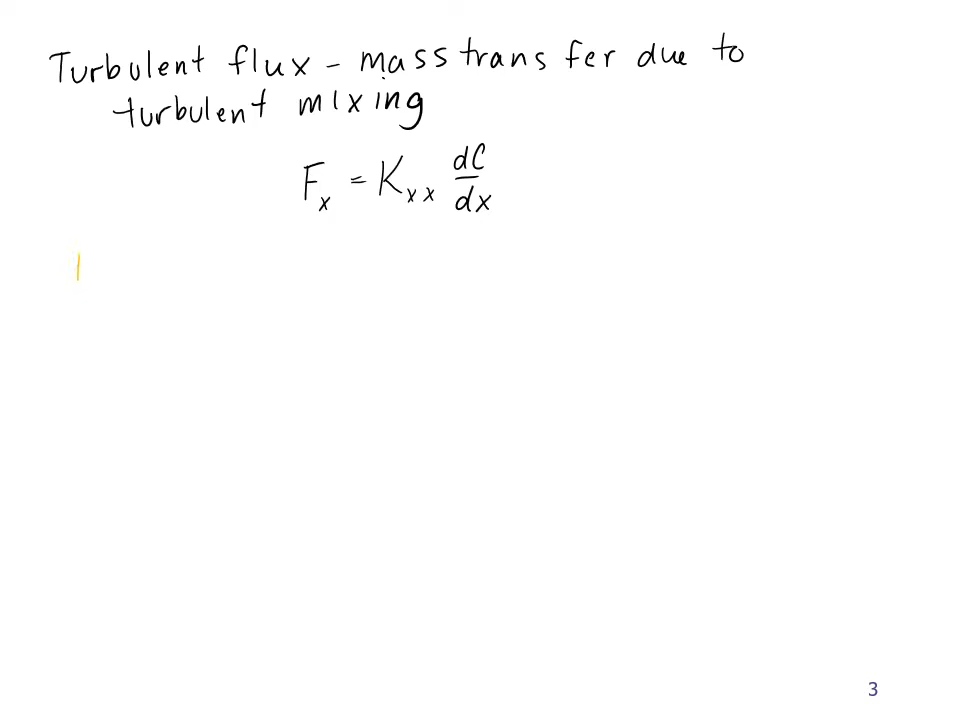 Turbulent flux - mass transfer due to
turbulent mixing
F_x = K_xx dC/dx
3